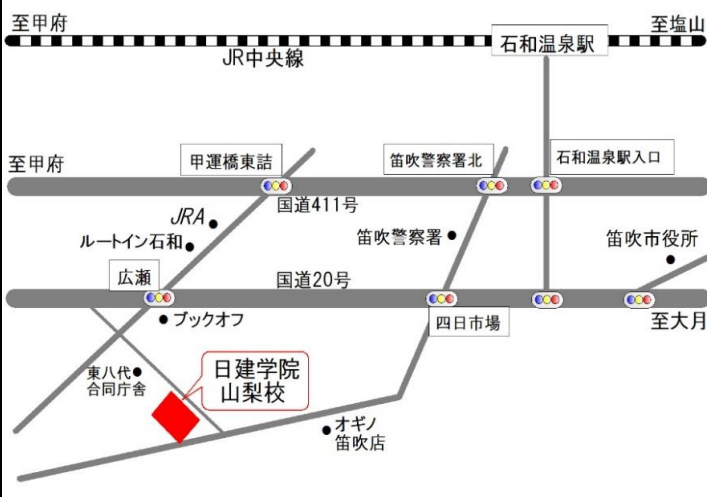 至甲府
至塩山
石和温泉駅
JR中央線
至甲府
甲運橋東詰
笛吹警察署北
石和温泉駅入口
国道411号
JRA
ルートイン石和
笛吹警察署
笛吹市役所
広瀬
国道20号
ブックオフ
四日市場
至大月
東八代
合同庁舎
日建学院
山梨校
オギノ
笛吹店